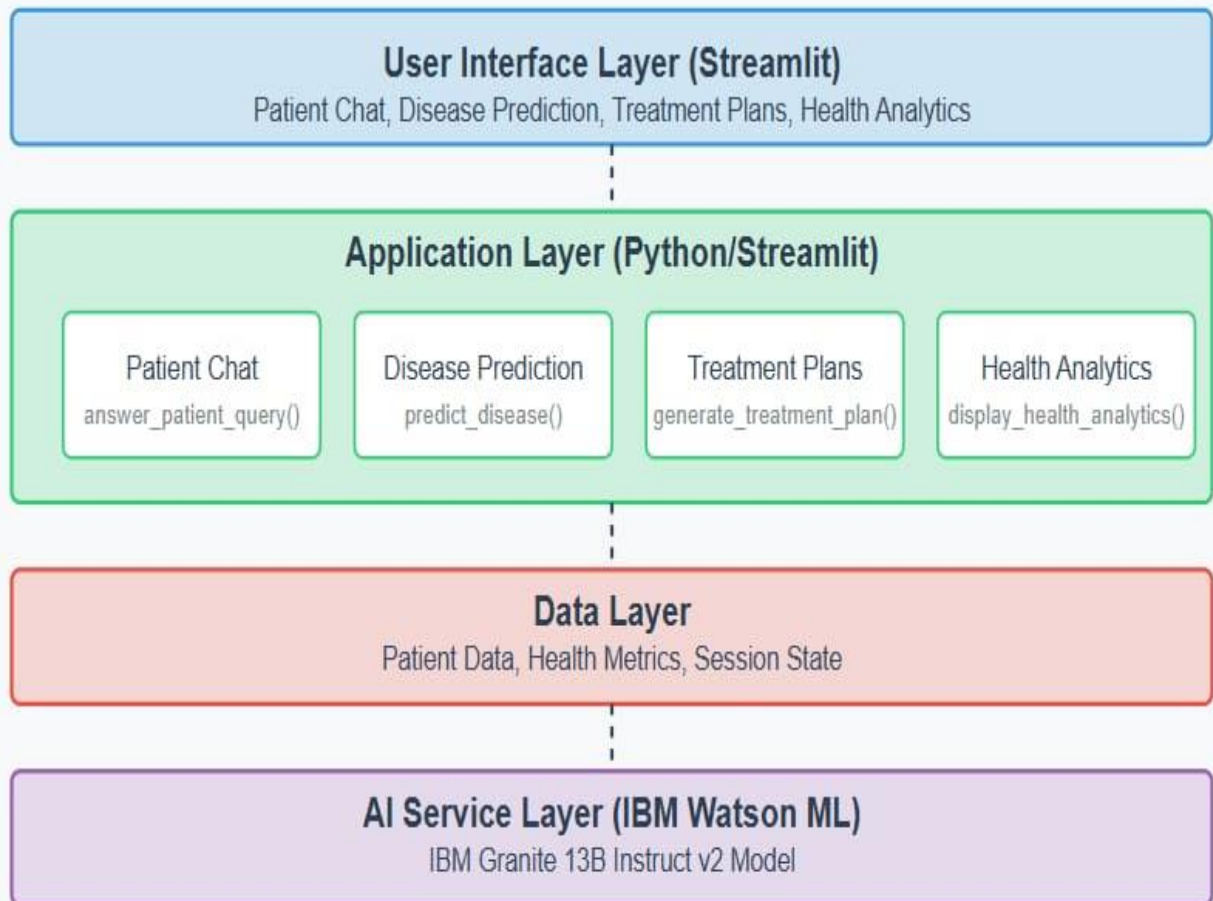 User Interface Layer (Streamlit)
Patient Chat, Disease Prediction, Treatment Plans, Health Analytics
Application Layer (Python/Streamlit)
Patient Chat
answer_patient_query()
Disease Prediction
predict_disease()
Treatment Plans
generate_treatment_plan()
Health Analytics
display_health_analytics()
Data Layer
Patient Data, Health Metrics, Session State
AI Service Layer (IBM Watson ML)
IBM Granite 13B Instruct v2 Model